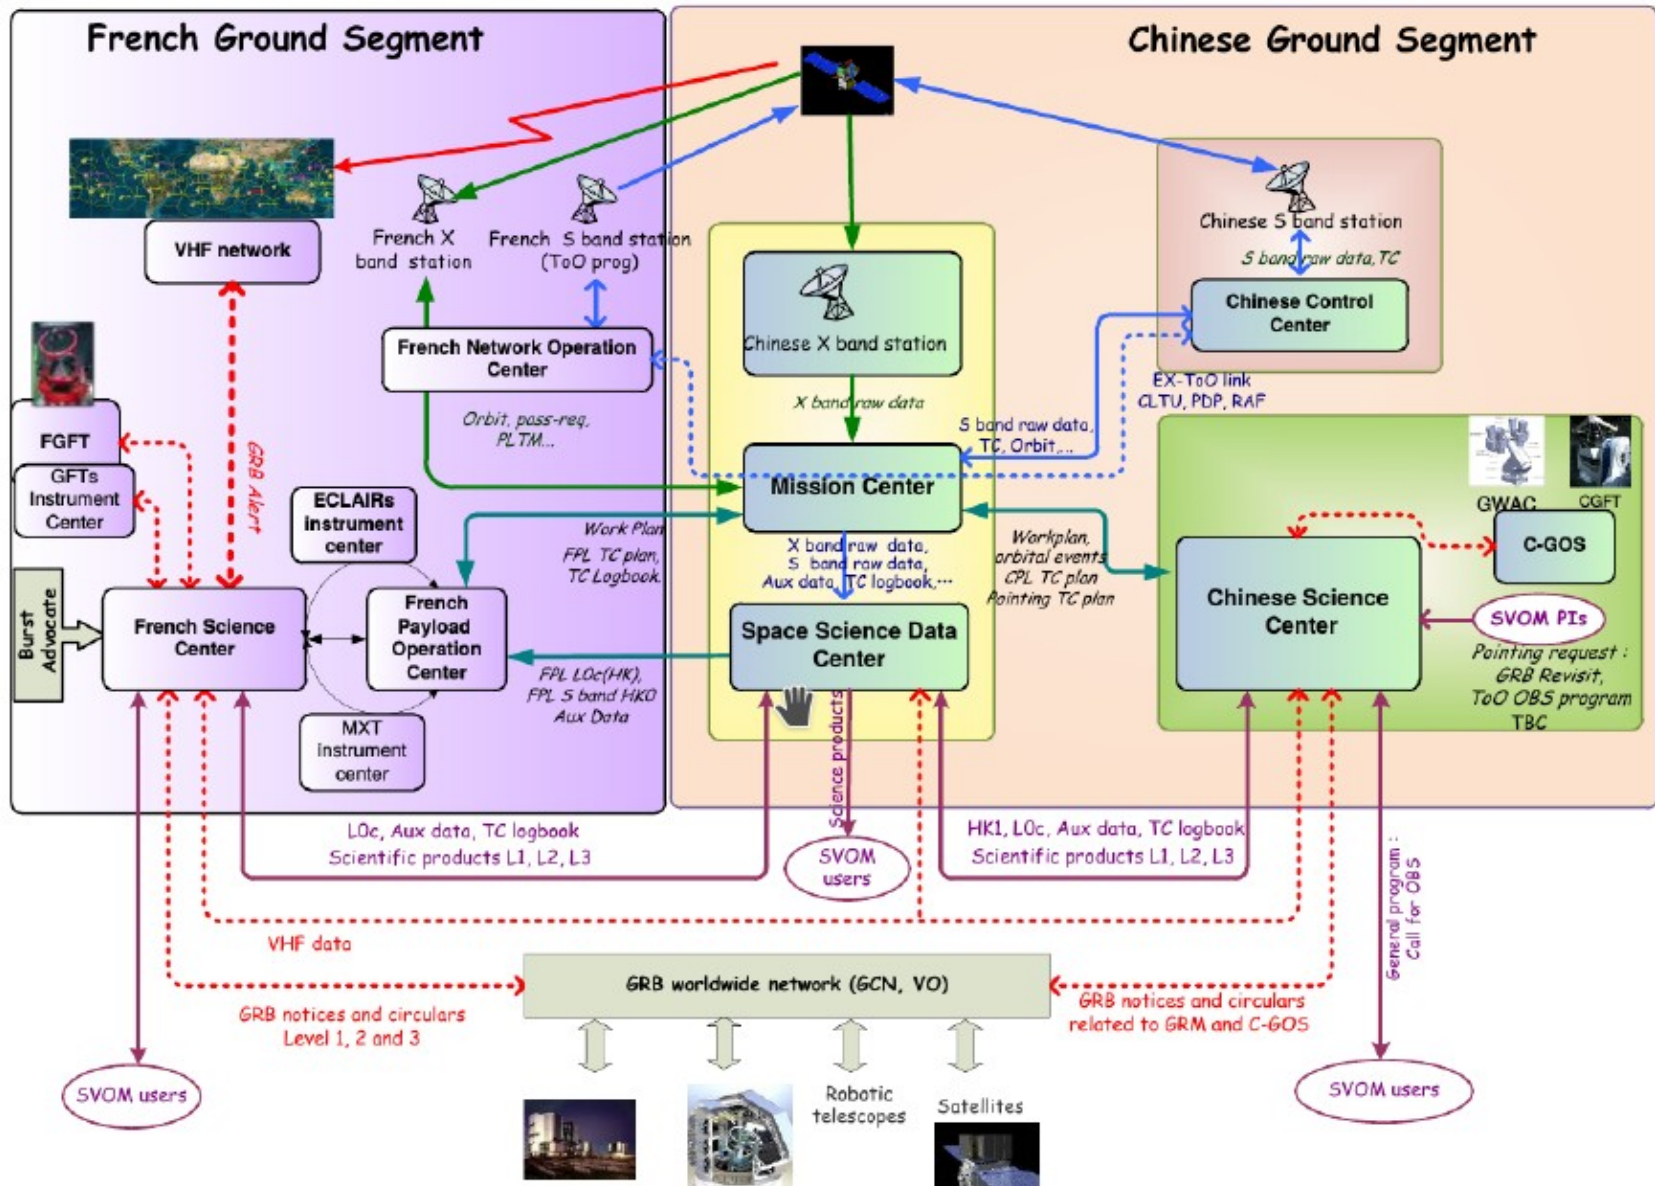 French Ground Segment
Chinese Ground Segment
VHF network
French X
band station
French S band station
(ToO prog)
Chinese S band station
S band raw data, TC
Chinese Control
Center
French Network Operation
Center
Chinese X band station
X band raw data
EX-ToO link
CLTU, PDP, RAF
Orbit, pass-req,
PLTM...
S band raw data,
TC, Orbit,...
FGFT
GFTs
Instrument
Center
GRB Alert
ECLAIRs
instrument
center
Mission Center
Work Plan
FPL TC plan,
TC Logbook.
X band raw data,
S band raw data,
Aux data, TC logbook,...
Workplan,
orbital events
CPL TC plan
Pointing TC plan
GWAC
CGFT
C-GOS
Burst
Advocate
French Science
Center
French
Payload
Operation
Center
Space Science Data
Center
Chinese Science
Center
SVOM PIs
Pointing request :
GRB Revisit,
ToO OBS program
TBC
FPL L0c(HK),
FPL S band HK0
Aux Data
MXT
instrument
center
Science products
L0c, Aux data, TC logbook
Scientific products L1, L2, L3
SVOM
users
HK1, L0c, Aux data, TC logbook
Scientific products L1, L2, L3
General program :
Call for OBS
VHF data
GRB worldwide network (GCN, VO)
GRB notices and circulars
Level 1, 2 and 3
GRB notices and circulars
related to GRM and C-GOS
SVOM users
Robotic
telescopes
Satellites
SVOM users